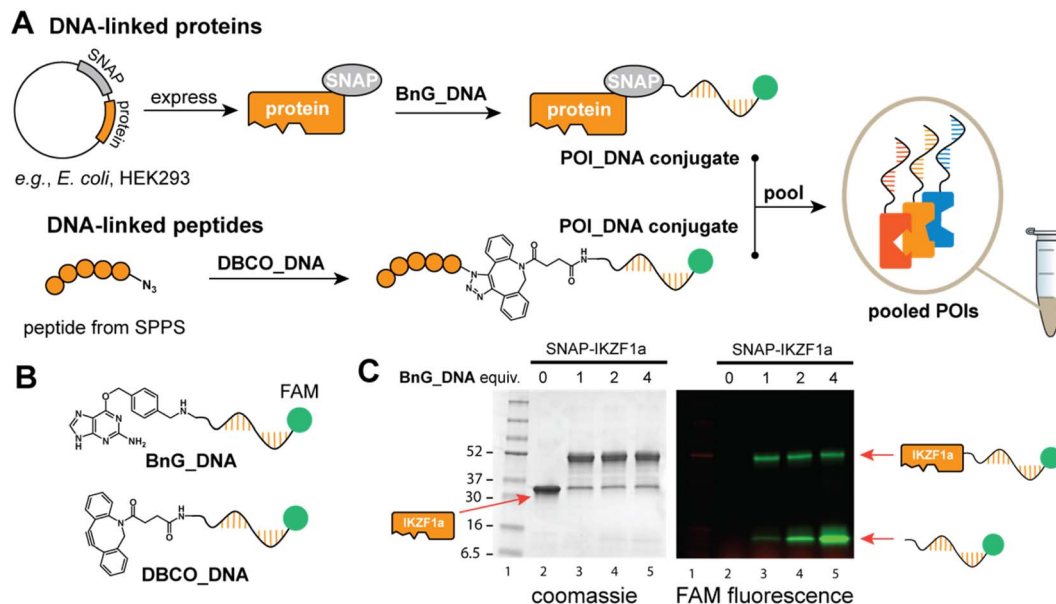 A DNA-linked proteins
SNAP
protein
express
SNAP
protein
BnG_DNA
SNAP
protein
e.g., E. coli, HEK293
POI_DNA conjugate
pool
DNA-linked peptides
POI_DNA conjugate
DBCO_DNA
N3
N
N
N
N
O
O
H
N
peptide from SPPS
pooled POIs
B
FAM
O
N
N
N
H
N
NH2
H
N
BnG_DNA
N
O
O
H
N
DBCO_DNA
C
SNAP-IKZF1a
SNAP-IKZF1a
BnG_DNA equiv.
0 1 2 4
0 1 2 4
52
37
30
16
6.5
IKZF1a
IKZF1a
1 2 3 4 5
1 2 3 4 5
coomassie
FAM fluorescence